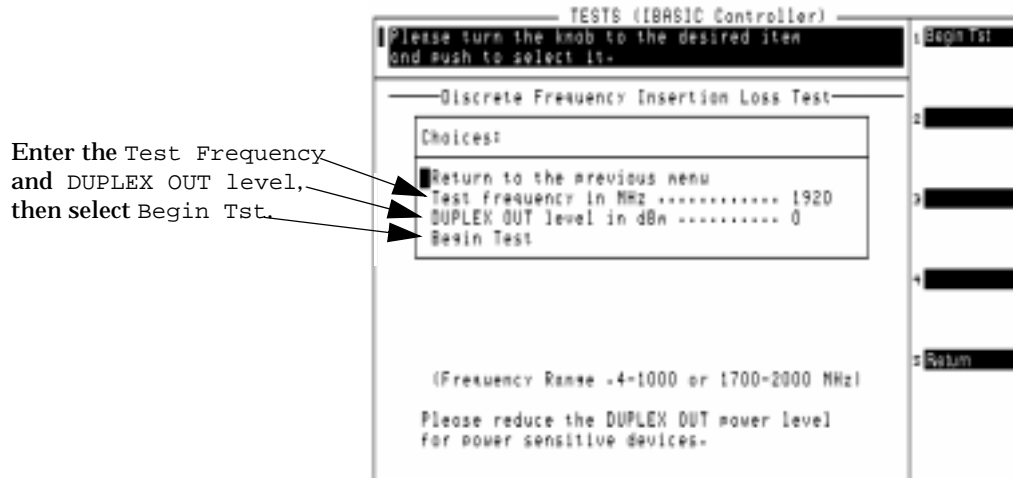 TESTS (IBASIC Controller)
Please turn the knob to the desired item
and push to select it.
1 Begin Tst
Discrete Frequency Insertion Loss Test
2
Choices:
Enter the Test Frequency
and DUPLEX OUT level,
then select Begin Tst.
Return to the previous menu
Test frequency in MHz ............ 1920
DUPLEX OUT level in dBm .......... 0
Begin Test
3
4
5 Return
(Frequency Range .4-1000 or 1700-2000 MHz)
Please reduce the DUPLEX OUT power level
for power sensitive devices.